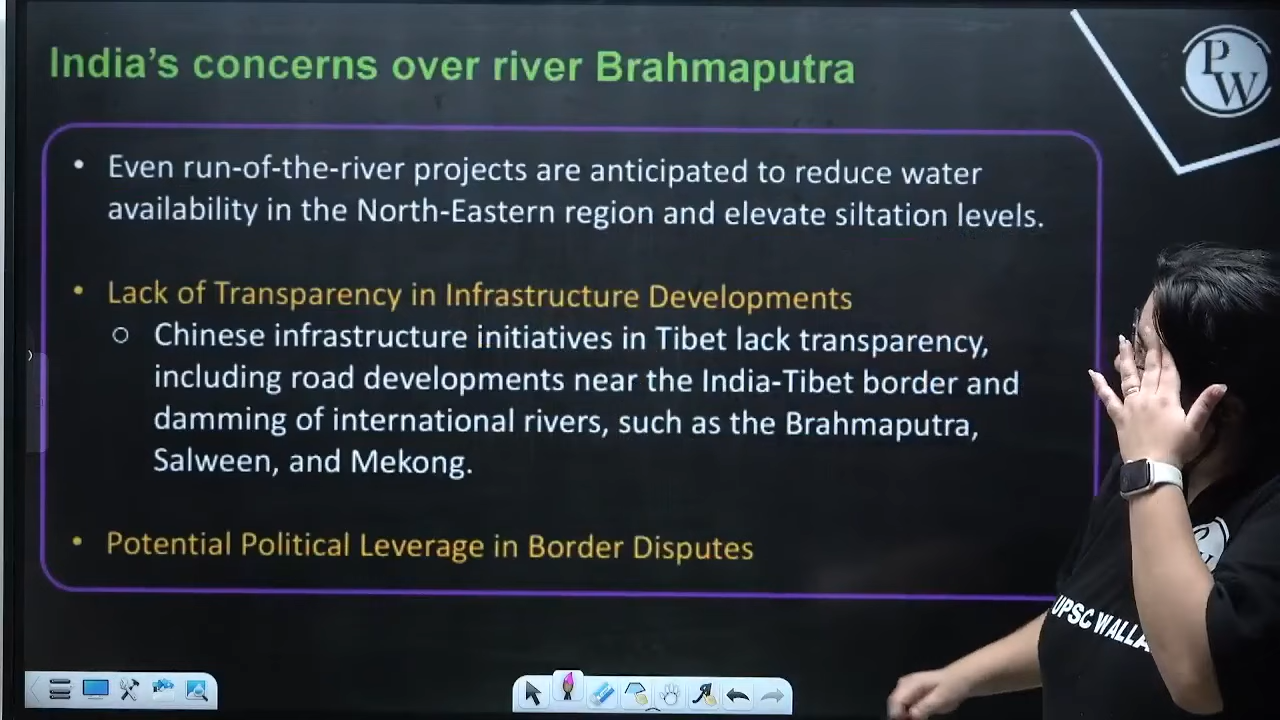 India's concerns over river Brahmaputra
PW
• Even run-of-the-river projects are anticipated to reduce water
availability in the North-Eastern region and elevate siltation levels.
• Lack of Transparency in Infrastructure Developments
○ Chinese infrastructure initiatives in Tibet lack transparency,
including road developments near the India-Tibet border and
damming of international rivers, such as the Brahmaputra,
Salween, and Mekong.
• Potential Political Leverage in Border Disputes
UPSC WALLA